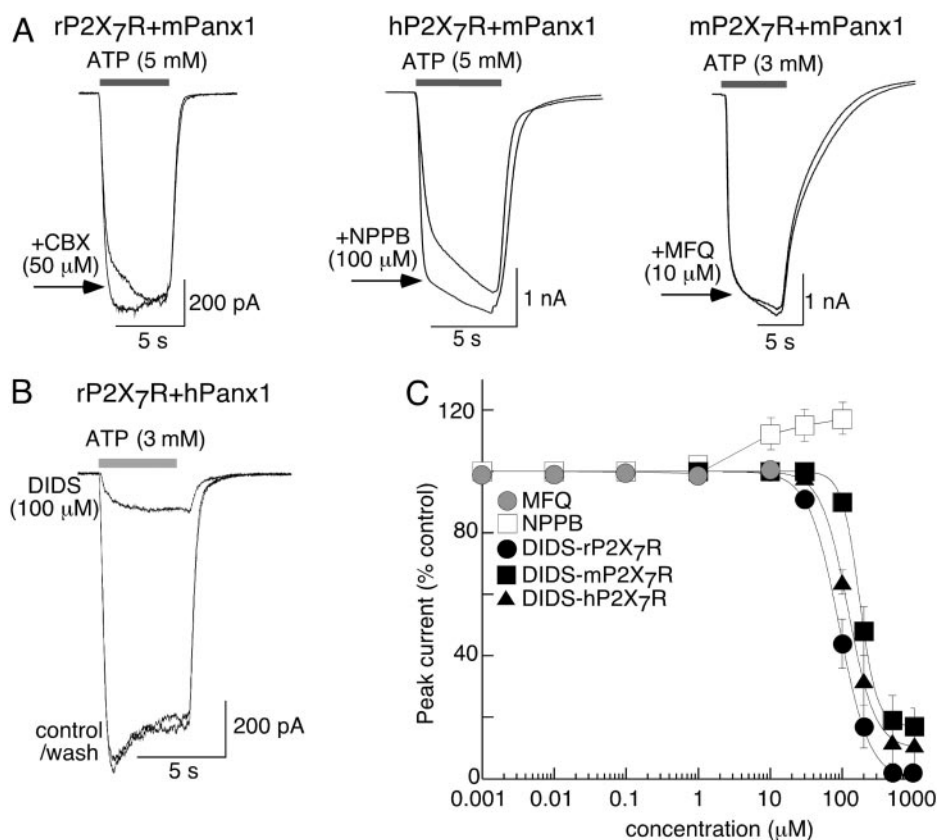 A
rP2X7R+mPanx1
ATP (5 mM)
+CBX
(50 μM)
200 pA
5 s
hP2X7R+mPanx1
ATP (5 mM)
+NPPB
(100 μM)
1 nA
5 s
mP2X7R+mPanx1
ATP (3 mM)
+MFQ
(10 μM)
1 nA
5 s
B
rP2X7R+hPanx1
ATP (3 mM)
DIDS
(100 μM)
control
/wash
200 pA
5 s
C
Peak current (% control)
120
80
40
0
MFQ
NPPB
DIDS-rP2X7R
DIDS-mP2X7R
DIDS-hP2X7R
0.001 0.01 0.1 1 10 100 1000
concentration (μM)